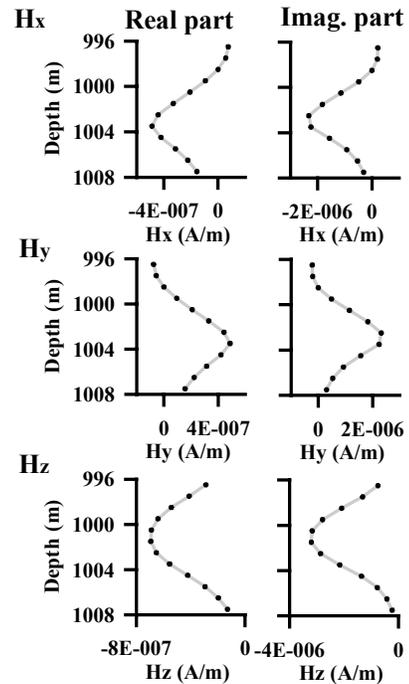 Hx Real part Imag. part
996
1000
1004
1008
Depth (m)
-4E-007 0 -2E-006 0
Hx (A/m) Hx (A/m)
Hy
996
1000
1004
1008
Depth (m)
0 4E-007 0 2E-006
Hy (A/m) Hy (A/m)
Hz
996
1000
1004
1008
Depth (m)
-8E-007 0 -4E-006 0
Hz (A/m) Hz (A/m)